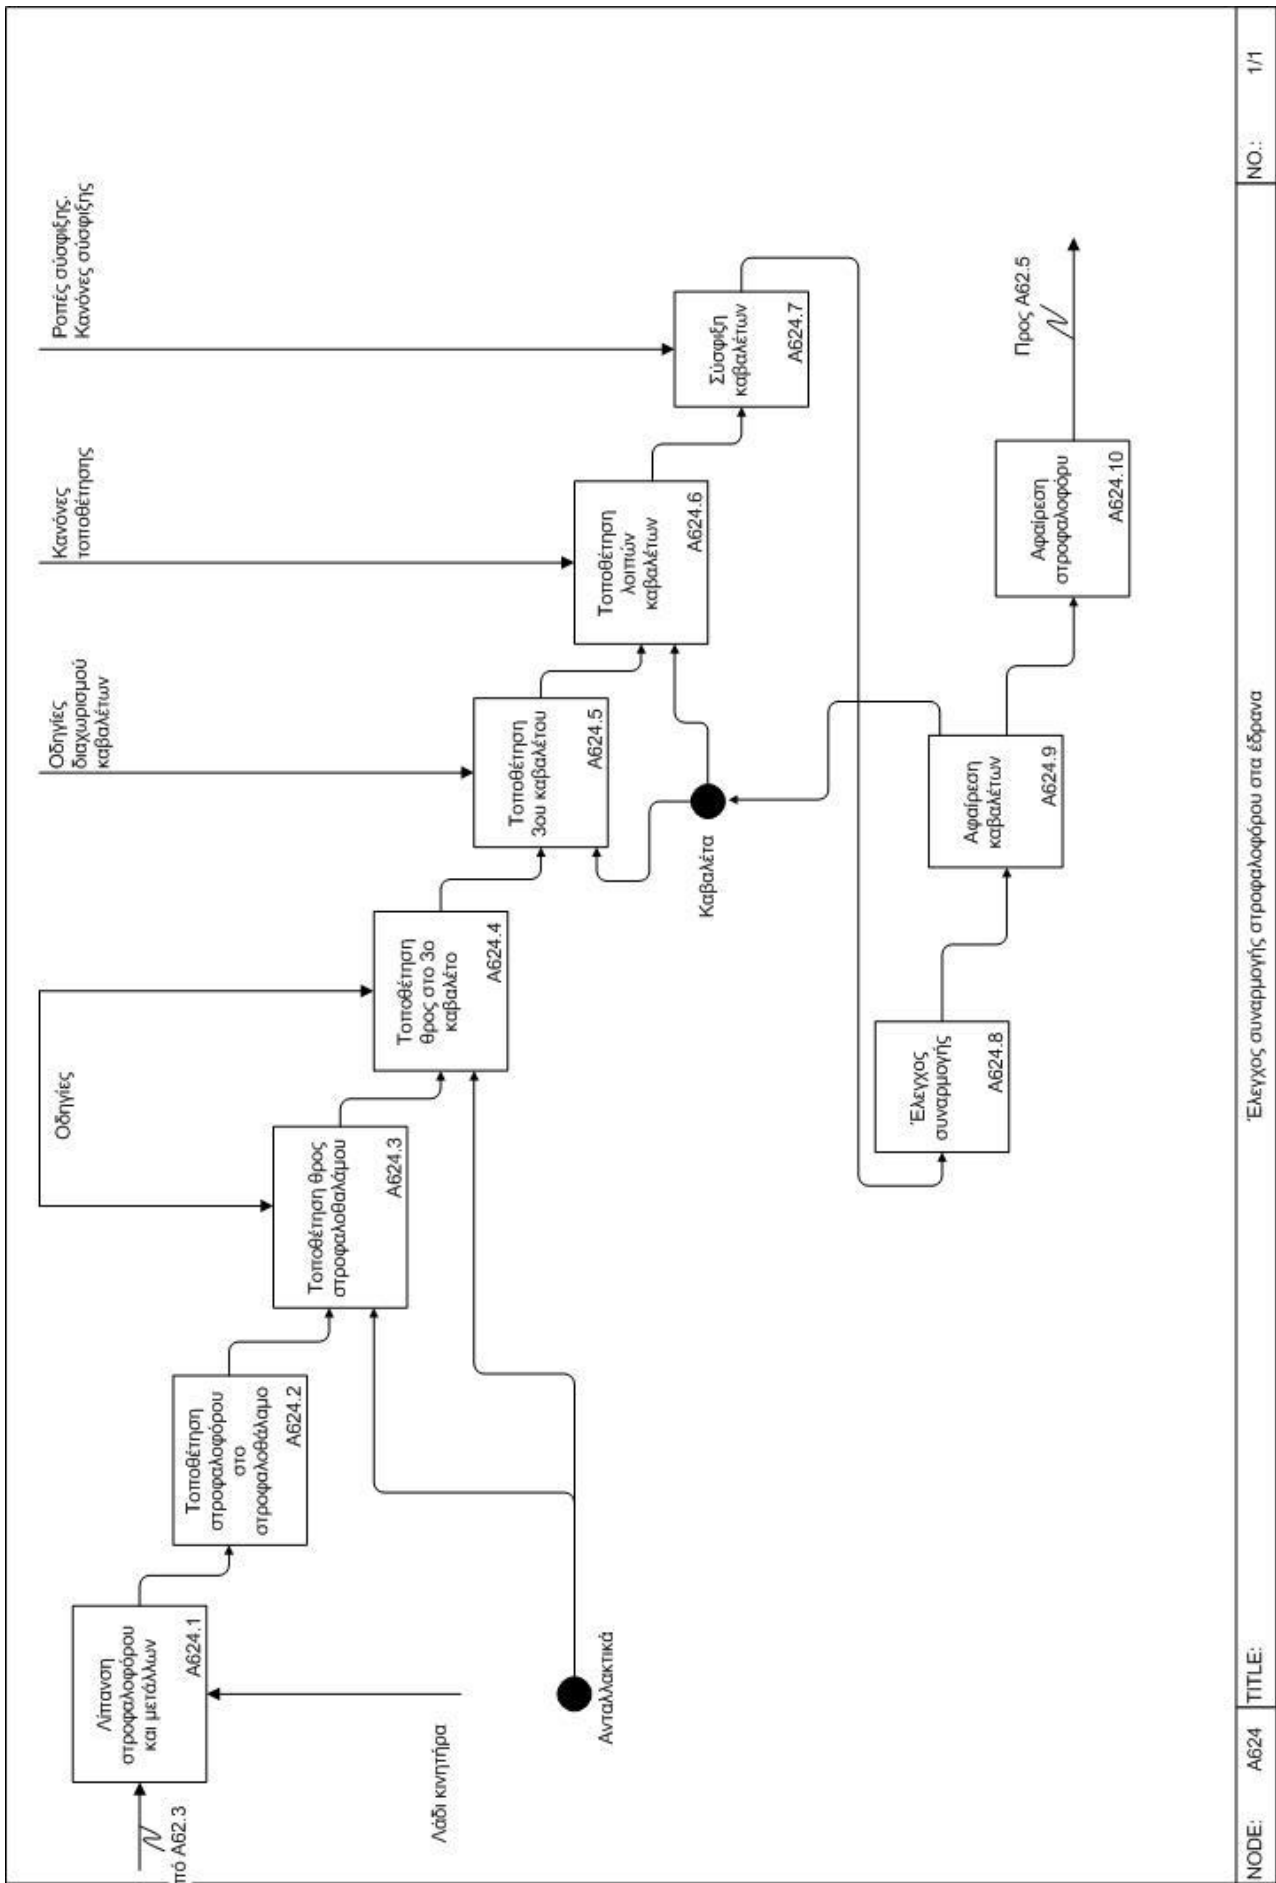 Ροπές σύσφιξης.
Κανόνες σύσφιξης
Κανόνες
τοποθέτησης
Οδηγίες
διαχωρισμού
καβαλέτων
Οδηγίες
πό Α62.3
Λίπανση
στροφαλοφόρου
και μετάλλων
A624.1
Τοποθέτηση
στροφαλοφόρου
στο
στροφαλοθάλαμο
A624.2
Τοποθέτηση θρος
στροφαλοθαλάμου
A624.3
Τοποθέτηση
θρος στο 3ο
καβαλέτο
A624.4
Τοποθέτηση
3ου καβαλέτου
A624.5
Τοποθέτηση
λοιπών
καβαλέτων
A624.6
Σύσφιξη
καβαλέτων
A624.7
Λάδι κινητήρα
Ανταλλακτικά
Καβαλέτα
Έλεγχος
συναρμογής
A624.8
Αφαίρεση
καβαλέτων
A624.9
Αφαίρεση
στροφαλοφόρυ
A624.10
Προς A62.5
NODE: A624 TITLE: Έλεγχος συναρμογής στροφαλοφόρου στα έδρανα NO.: 1/1